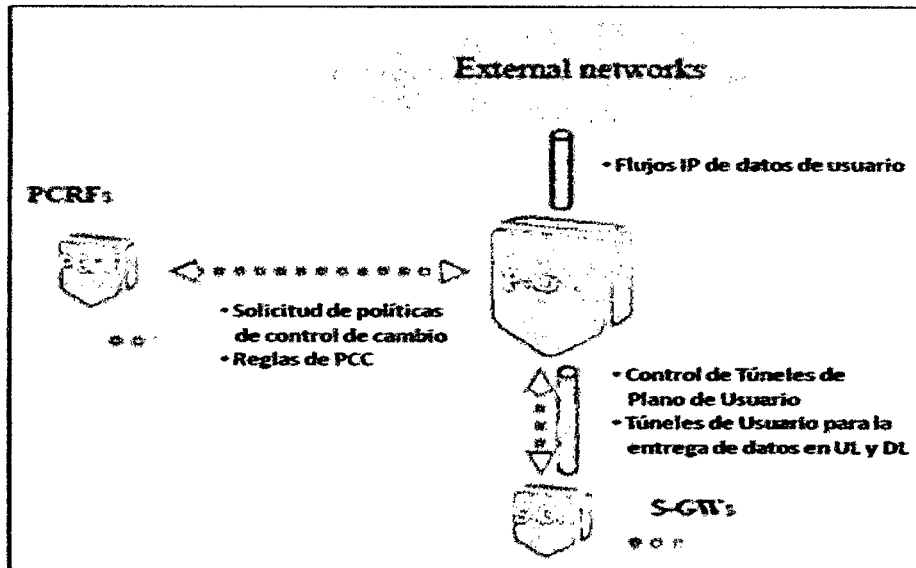 External networks
• Flujos IP de datos de usuario
PCRFs
• Solicitud de políticas
de control de cambio
• Reglas de PCC
• Control de Túneles de
Plano de Usuario
• Túneles de Usuario para la
entrega de datos en UL y DL
S-GW's